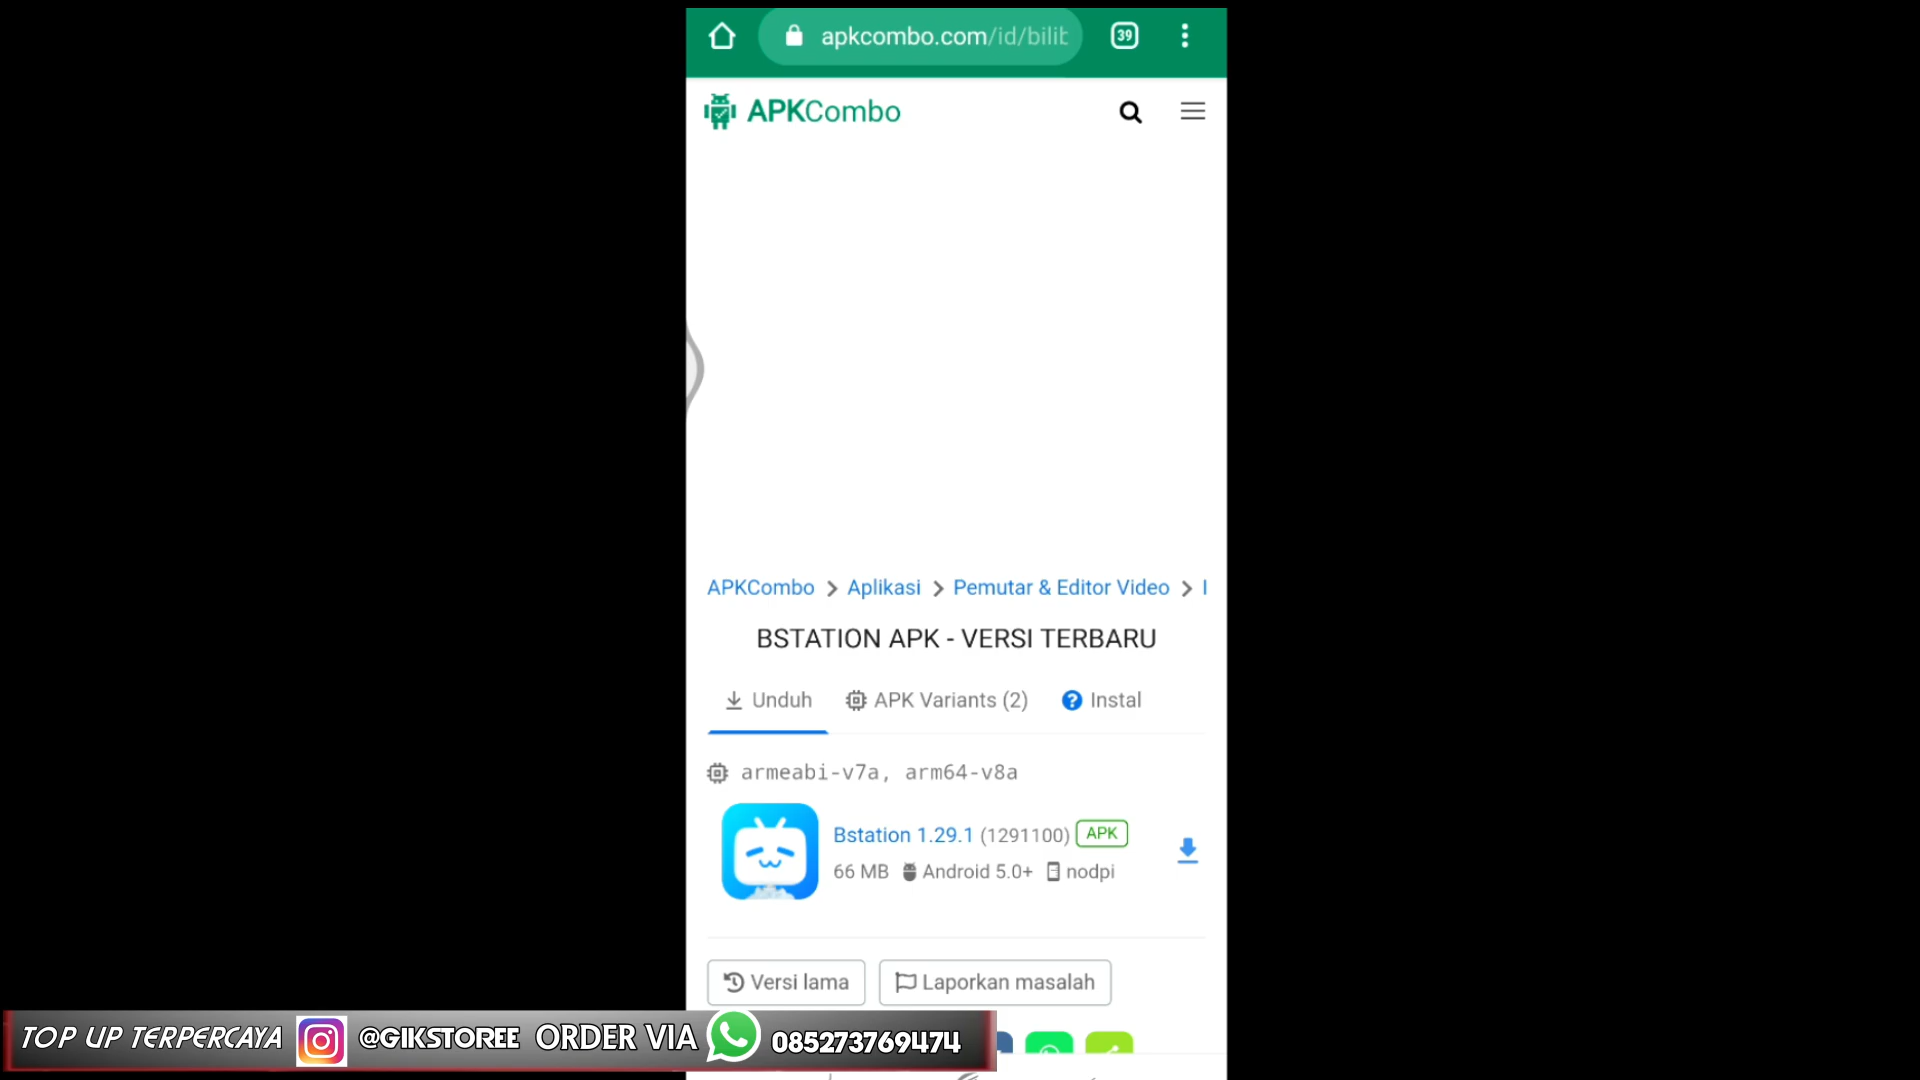 apkcombo.com/id/bilib
39
APKCombo
APKCombo > Aplikasi > Pemutar & Editor Video >
BSTATION APK - VERSI TERBARU
Unduh APK Variants (2) ? Instal
armeabi-v7a, arm64-v8a
Bstation 1.29.1 (1291100) APK
66 MB Android 5.0+ nodpi
Versi lama Laporkan masalah
TOP UP TERPERCAYA @GIKSTOREE ORDER VIA 085273769474